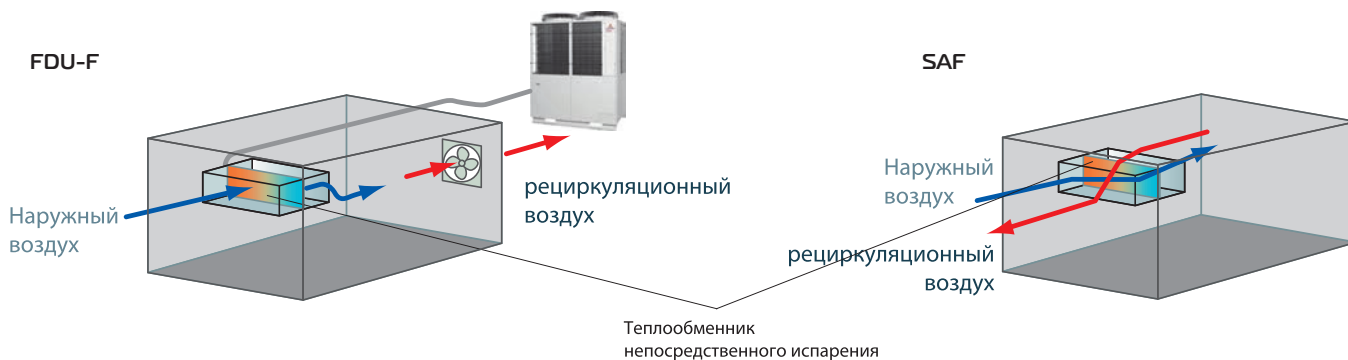 FDU-F
Наружный
воздух
рециркуляционный
воздух
SAF
Наружный
воздух
рециркуляционный
воздух
Теплообменник
непосредственного испарения